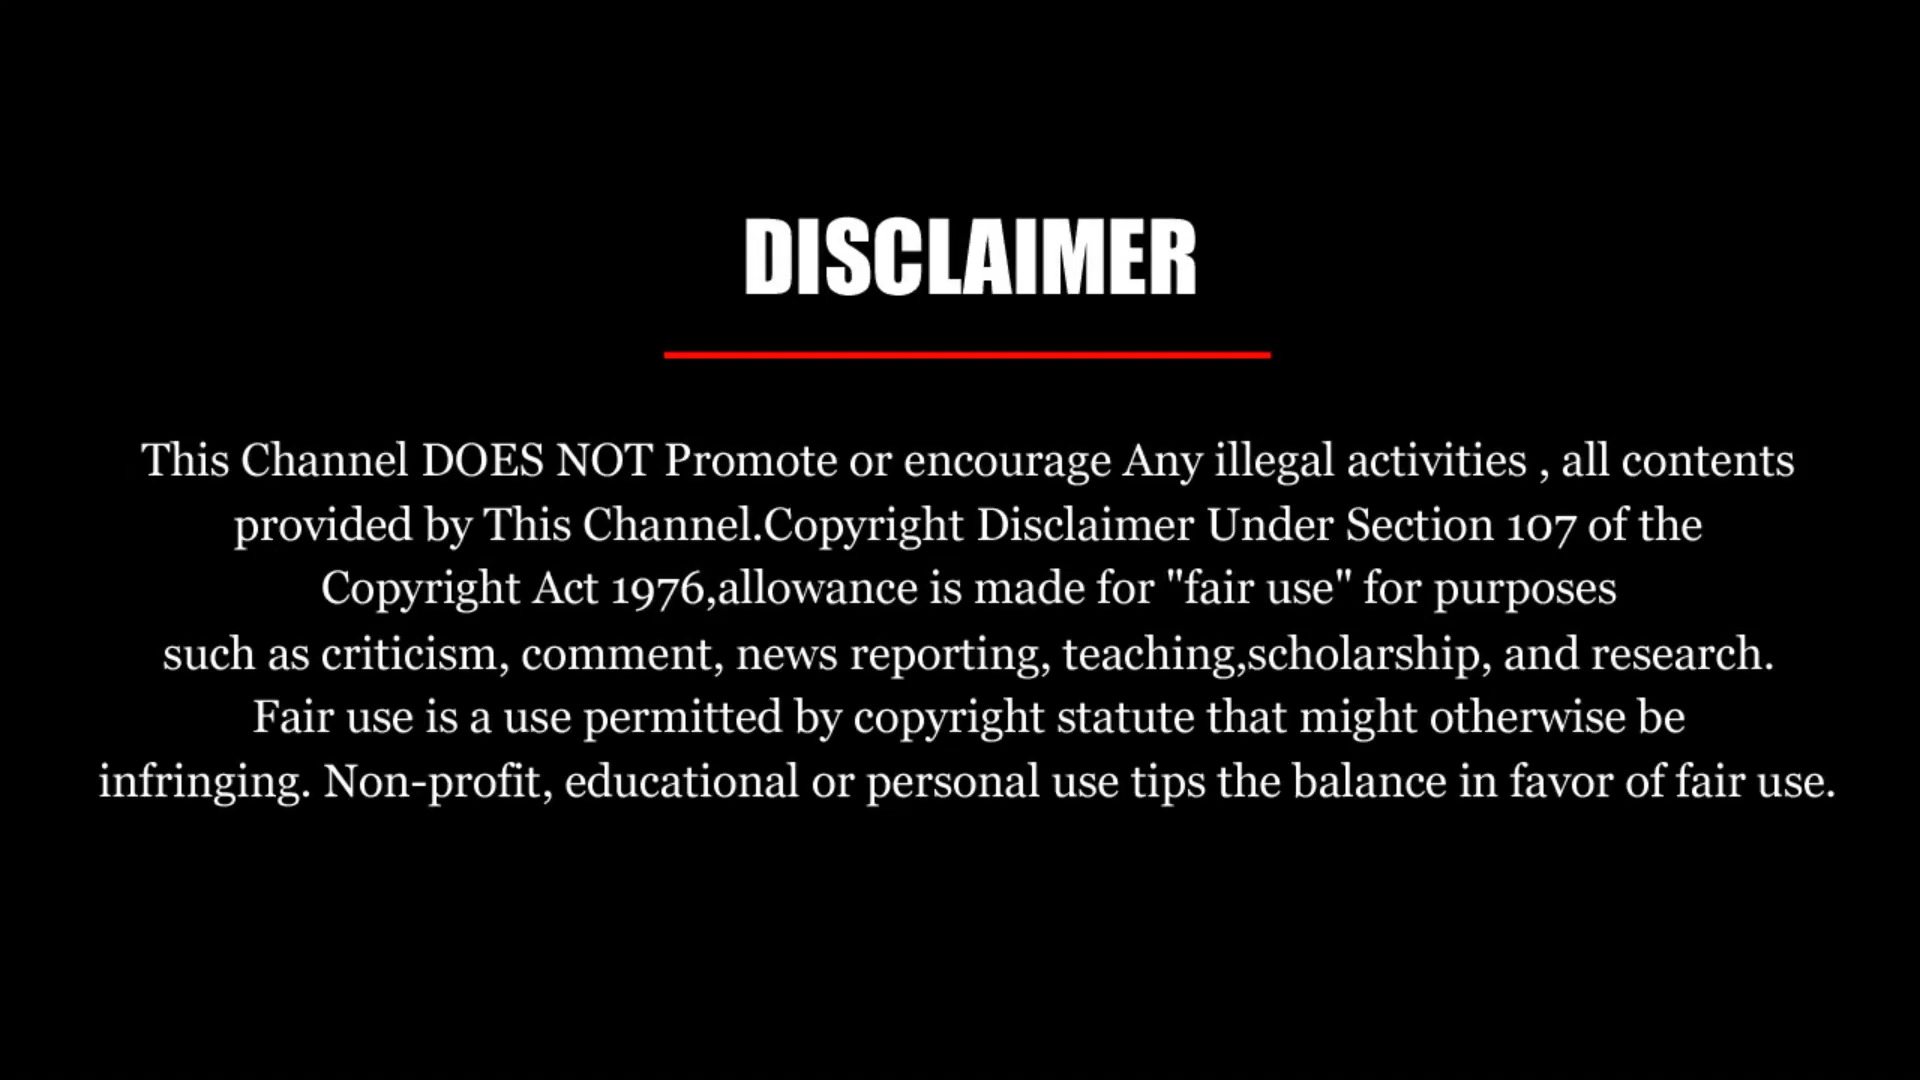 DISCLAIMER
This Channel DOES NOT Promote or encourage Any illegal activities , all contents
provided by This Channel.Copyright Disclaimer Under Section 107 of the
Copyright Act 1976,allowance is made for "fair use" for purposes
such as criticism, comment, news reporting, teaching,scholarship, and research.
Fair use is a use permitted by copyright statute that might otherwise be
infringing. Non-profit, educational or personal use tips the balance in favor of fair use.